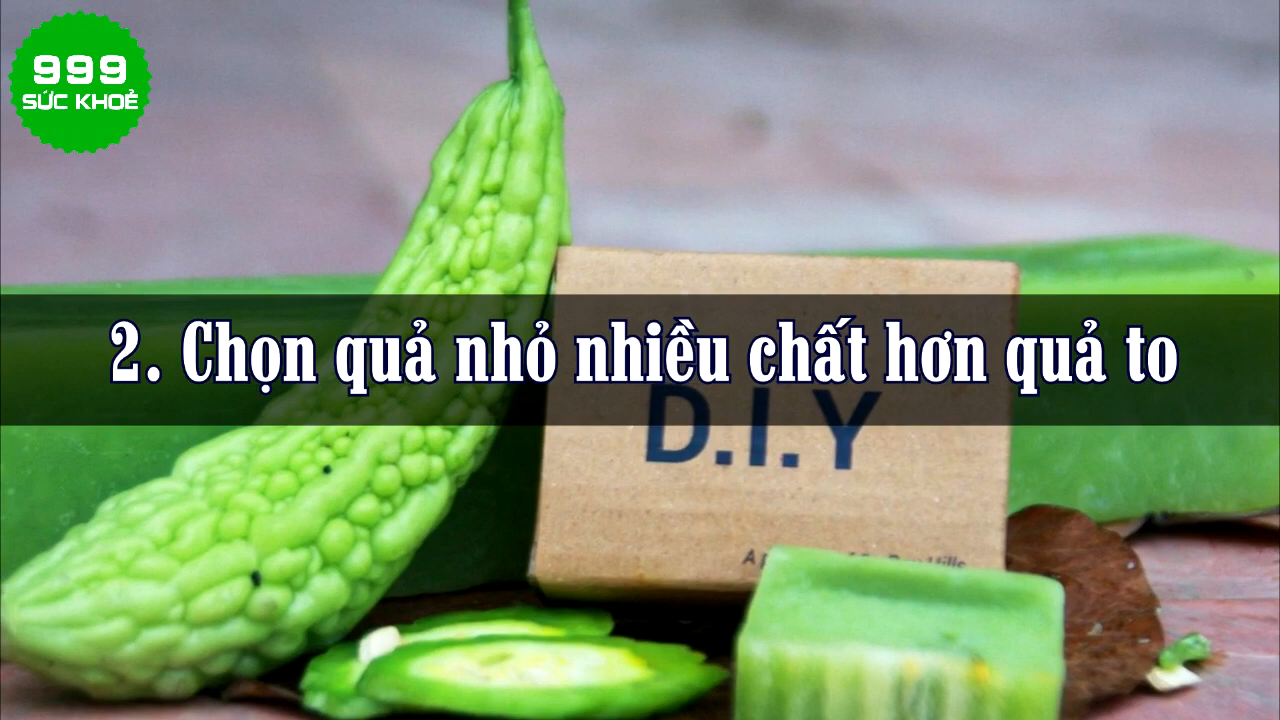 999
SỨC KHOẺ
2. Chọn quả nhỏ nhiều chất hơn quả to
D.I.Y